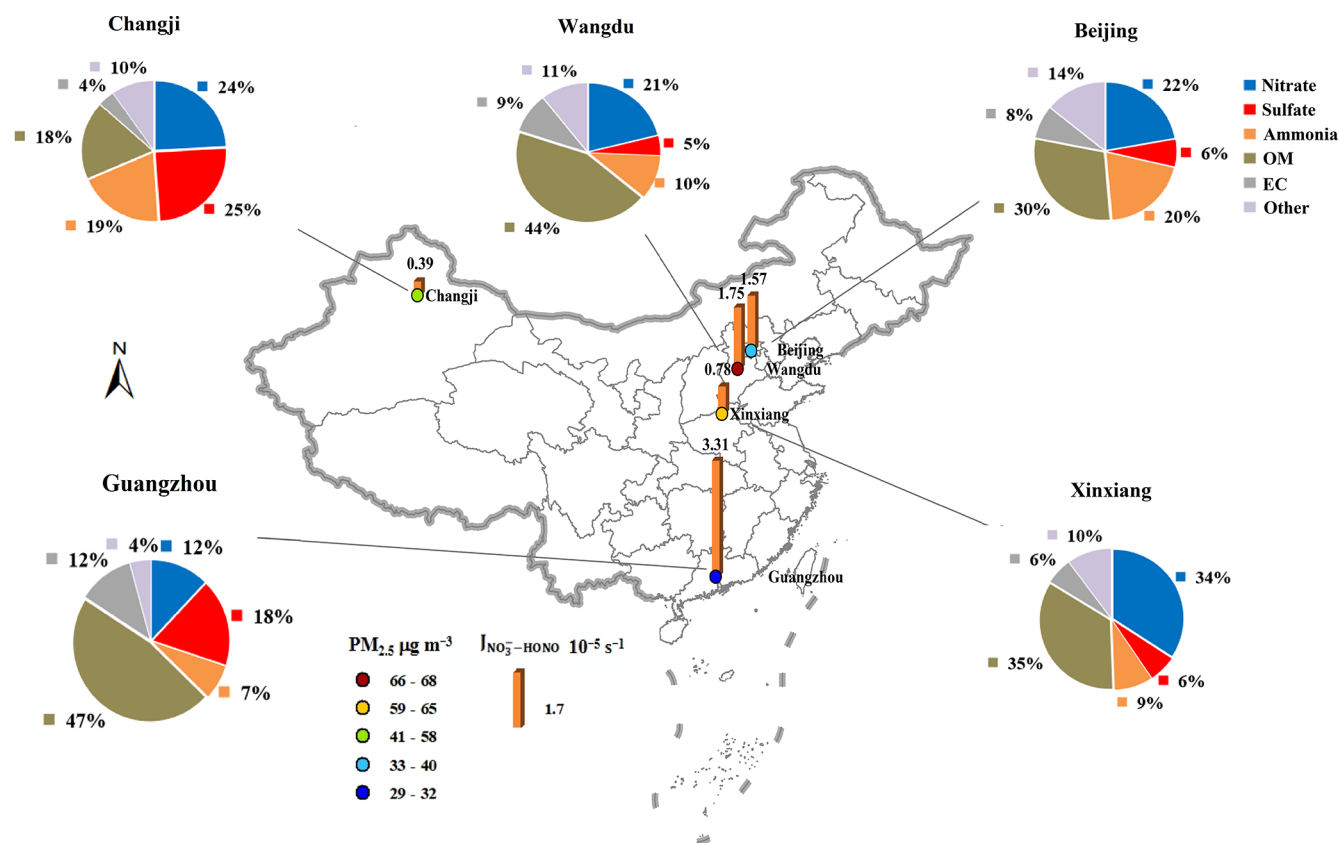 Changji
10%
4%
24%
18%
19%
25%
Wangdu
11%
21%
9%
5%
10%
44%
Beijing
14%
22%
8%
6%
30%
20%
Nitrate
Sulfate
Ammonia
OM
EC
Other
0.39
Changji
1.57
1.75
Beijing
0.78
Wangdu
Xinxiang
3.31
Guangzhou
N
Guangzhou
4%
12%
12%
18%
7%
47%
Xinxiang
10%
34%
6%
35%
6%
9%
PM2.5 μg m⁻³
66 - 68
59 - 65
41 - 58
33 - 40
29 - 32
JNO₃⁻−HONO 10⁻⁵ s⁻¹
1.7